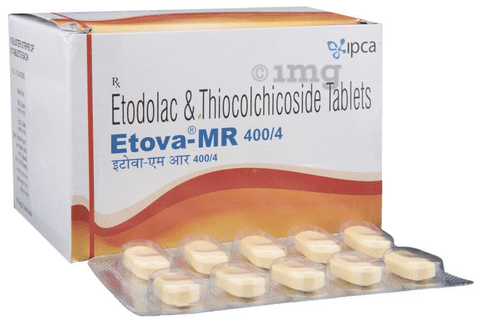 ipca
©1mg
Rx
Etodolac & Thiocolchicoside Tablets
Etova®-MR 400/4
इटोवा-एम आर 400/4